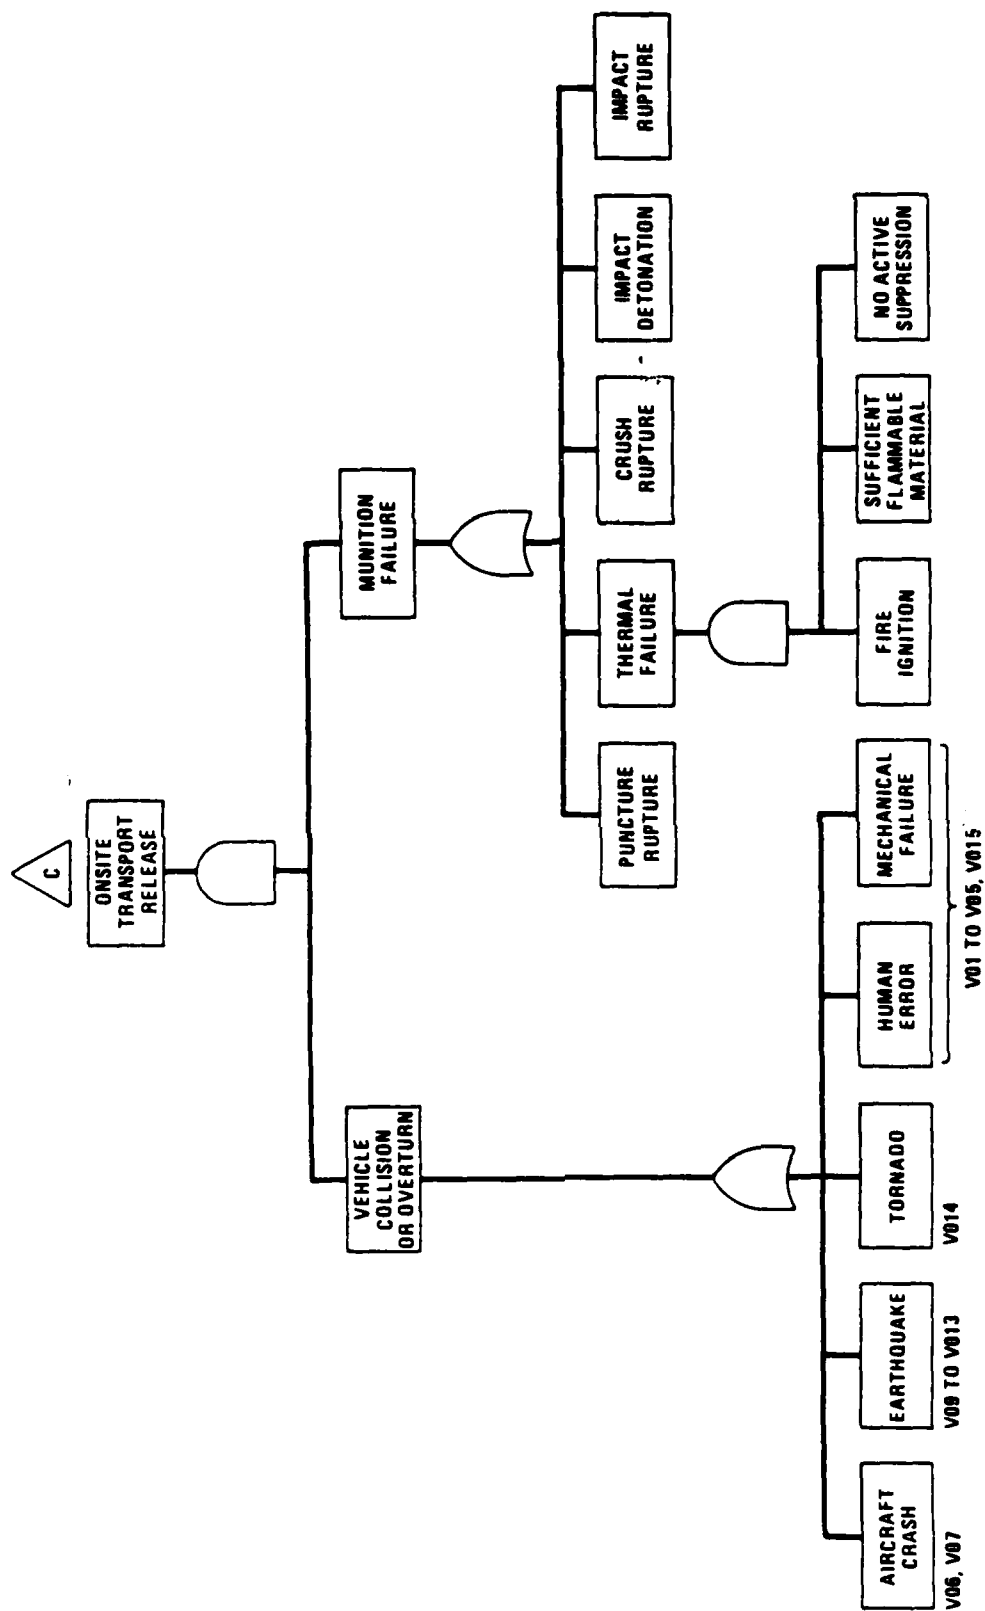 C
ONSITE
TRANSPORT
RELEASE
VEHICLE
COLLISION
OR OVERTURN
MUNITION
FAILURE
PUNCTURE
RUPTURE
THERMAL
FAILURE
CRUSH
RUPTURE
IMPACT
DETONATION
IMPACT
RUPTURE
AIRCRAFT
CRASH
EARTHQUAKE
TORNADO
HUMAN
ERROR
MECHANICAL
FAILURE
FIRE
IGNITION
SUFFICIENT
FLAMMABLE
MATERIAL
NO ACTIVE
SUPPRESSION
V06, V07
V09 TO V013
V014
V01 TO V05, V015